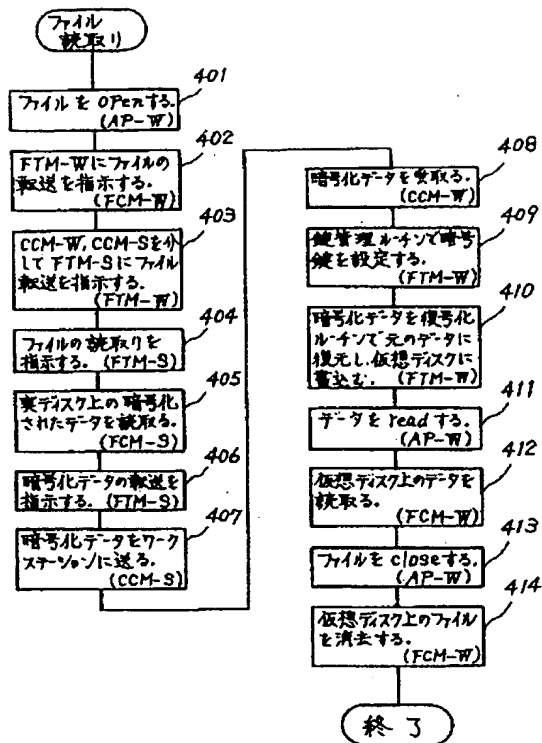 ファイル
読取り
401
ファイルを openする.
(AP-W)
402
FTM-Wにファイルの
転送を指示する.
(FCM-W)
403
CCM-W, CCM-Sを介
してFTM-Sにファイル
転送を指示する.
(FTM-W)
404
ファイルの読取りを
指示する. (FTM-S)
405
実ディスク上の暗号化
されたデータを読取る.
(FCM-S)
406
暗号化データの転送を
指示する. (FTM-S)
407
暗号化データをワーク
ステーションに送る.
(CCM-S)
408
暗号化データを受取る.
(CCM-W)
409
鍵管理ルーチンで暗号
鍵を設定する.
(FTM-W)
410
暗号化データを復号化
ルーチンで元のデータに
復元し,仮想ディスクに
書込む. (FTM-W)
411
データを readする.
(AP-W)
412
仮想ディスク上のデータを
読取る.
(FCM-W)
413
ファイルを closeする.
(AP-W)
414
仮想ディスク上のファイル
を消去する.
(FCM-W)
終了